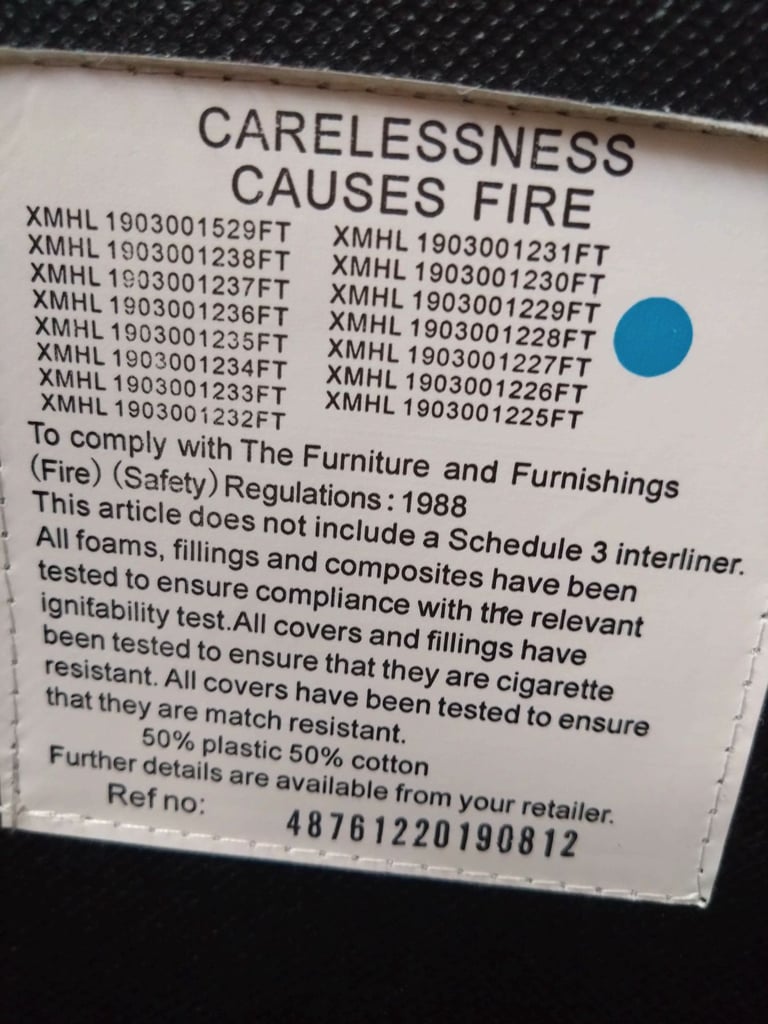 CARELESSNESS
CAUSES FIRE
XMHL 1903001529FT XMHL 1903001231FT
XMHL 1903001238FT XMHL 1903001230FT
XMHL 1903001237FT XMHL 1903001229FT
XMHL 1903001236FT XMHL 1903001228FT
XMHL 1903001235FT XMHL 1903001227FT
XMHL 1903001234FT XMHL 1903001226FT
XMHL 1903001233FT XMHL 1903001225FT
XMHL 1903001232FT
To comply with The Furniture and Furnishings
(Fire) (Safety) Regulations : 1988
This article does not include a Schedule 3 interliner.
All foams, fillings and composites have been
tested to ensure compliance with the relevant
ignifability test.All covers and fillings have
been tested to ensure that they are cigarette
resistant. All covers have been tested to ensure
that they are match resistant.
50% plastic 50% cotton
Further details are available from your retailer.
Ref no: 48761220190812